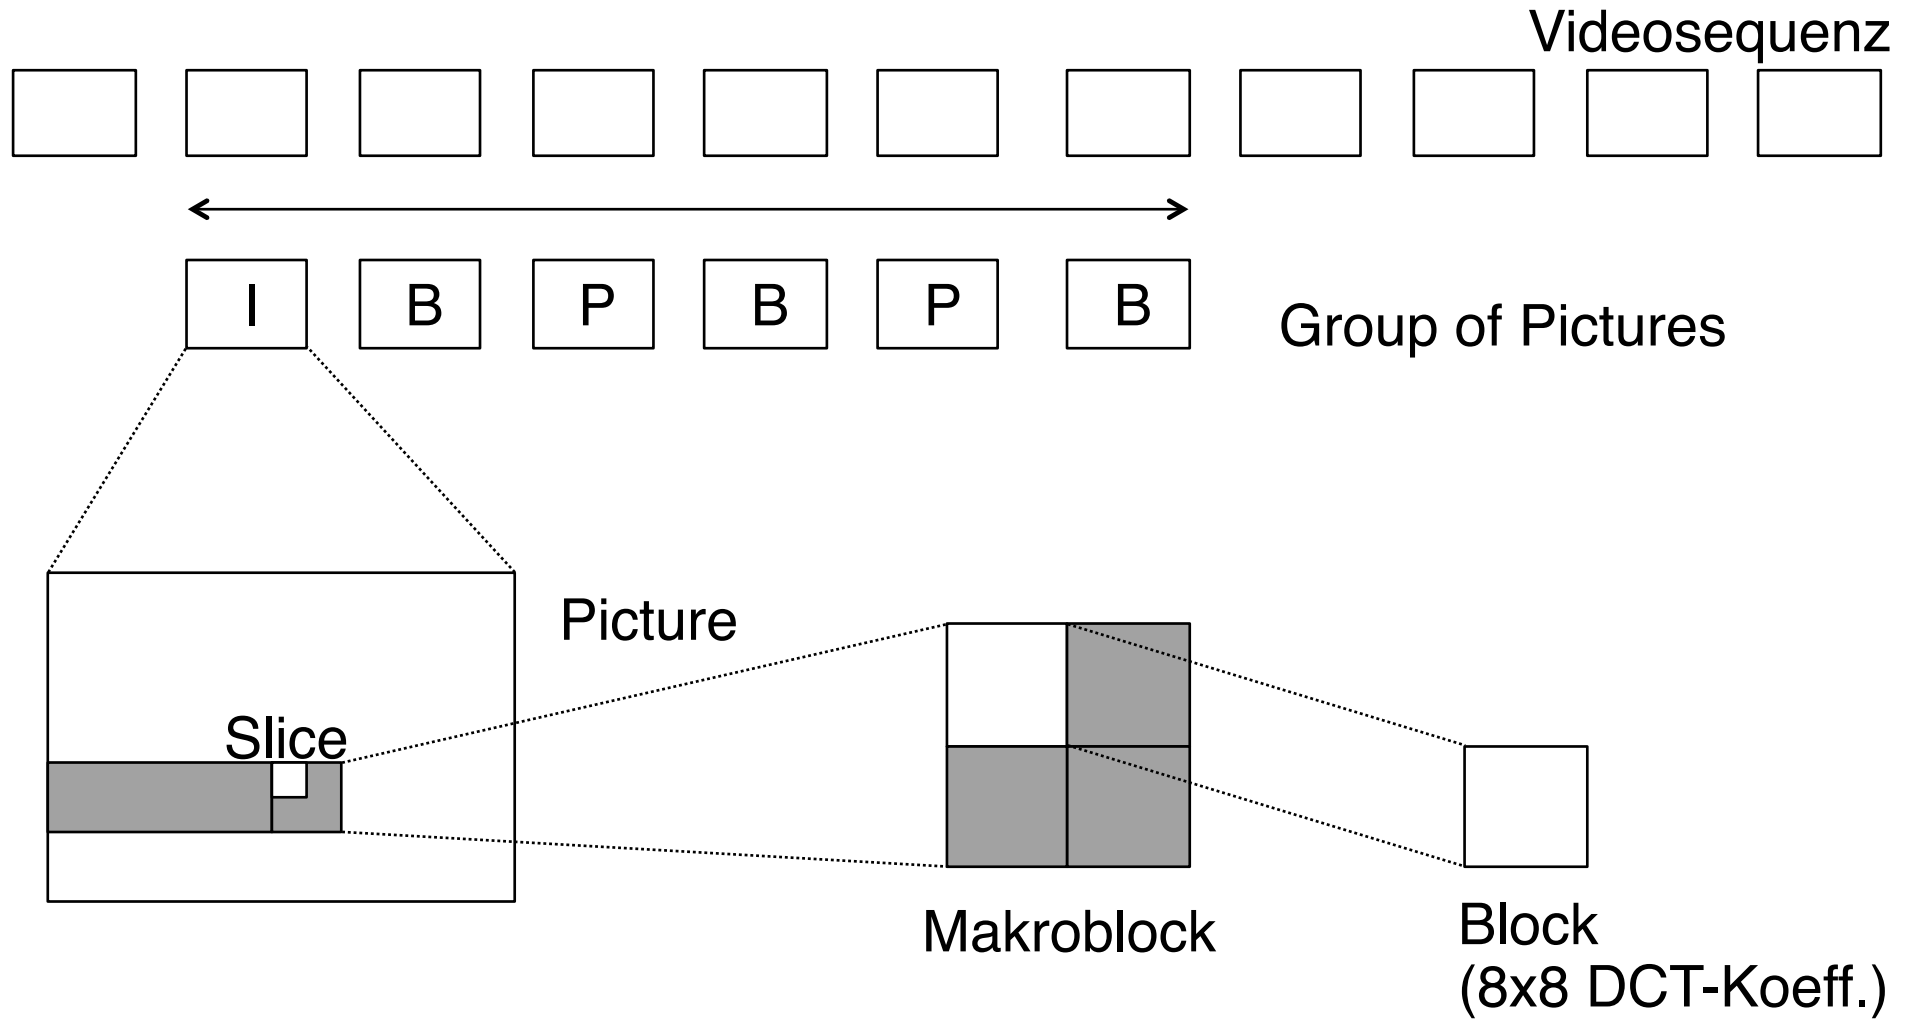 Videosequenz
I B P B P B
Group of Pictures
Picture
Slice
Makroblock
Block
(8x8 DCT-Koeff.)